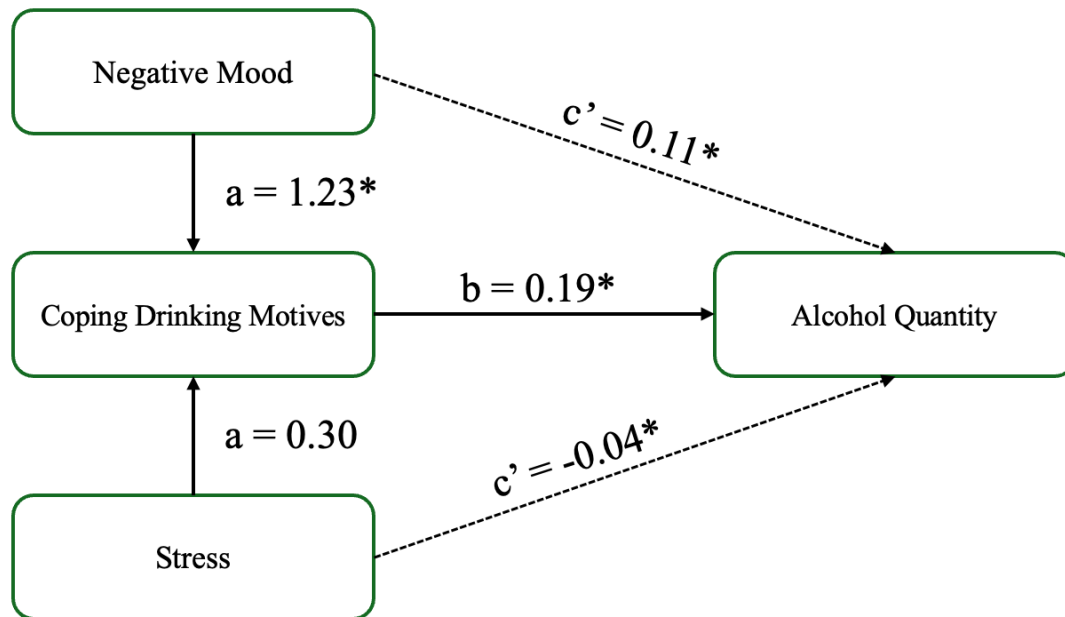 Negative Mood
c’ = 0.11*
a = 1.23*
Coping Drinking Motives
b = 0.19*
Alcohol Quantity
a = 0.30
c’ = -0.04*
Stress